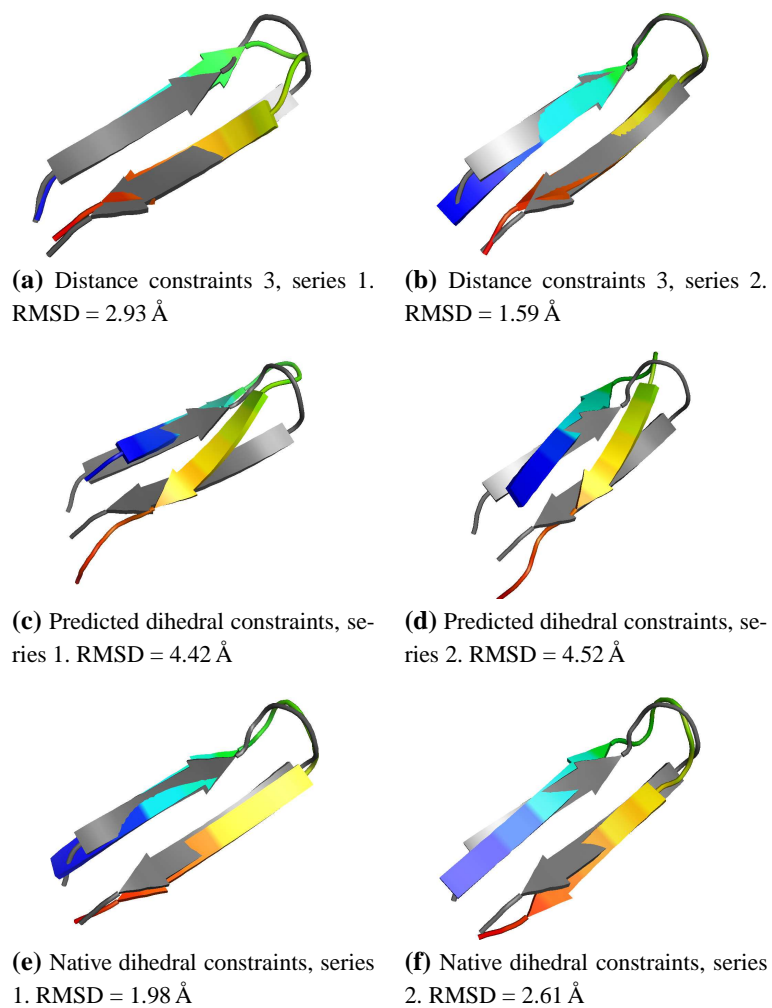 (a) Distance constraints 3, series 1.
RMSD = 2.93 Å
(b) Distance constraints 3, series 2.
RMSD = 1.59 Å
(c) Predicted dihedral constraints, se-
ries 1. RMSD = 4.42 Å
(d) Predicted dihedral constraints, se-
ries 2. RMSD = 4.52 Å
(e) Native dihedral constraints, series
1. RMSD = 1.98 Å
(f) Native dihedral constraints, series
2. RMSD = 2.61 Å